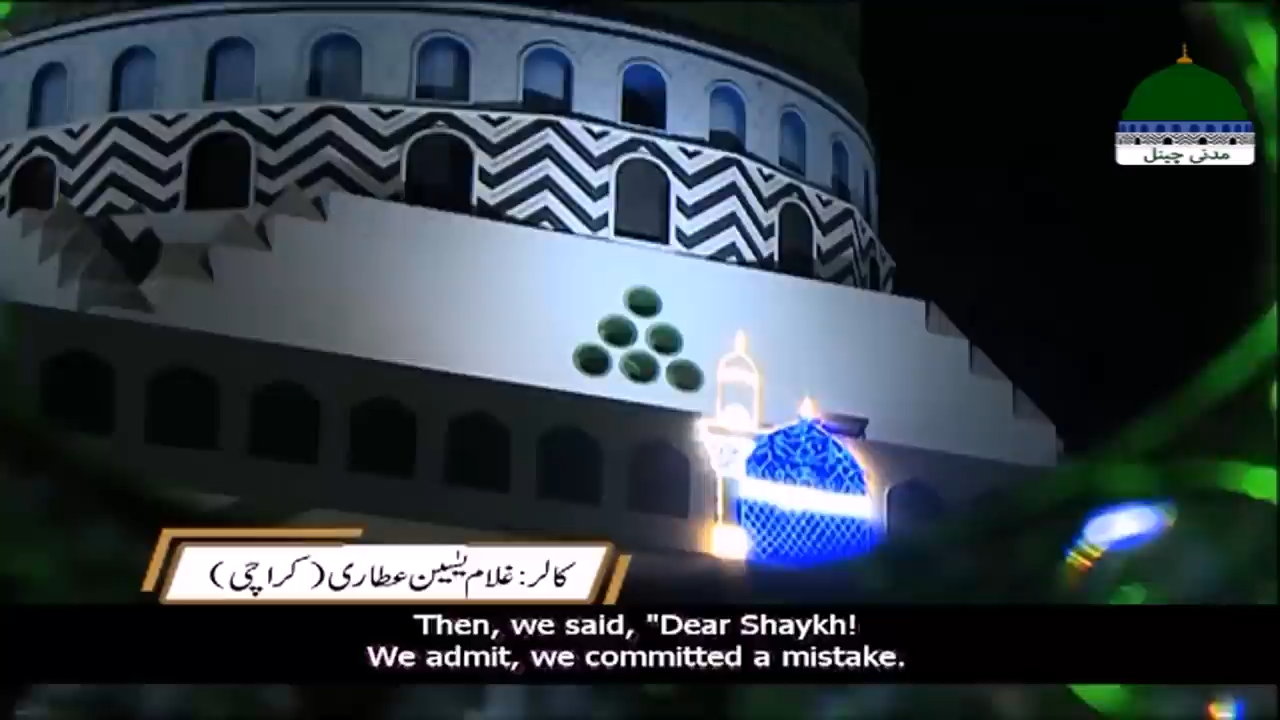 مدنی چینل
کالر: غلام یٰسین عطاری (کراچی)
Then, we said, "Dear Shaykh!
We admit, we committed a mistake.